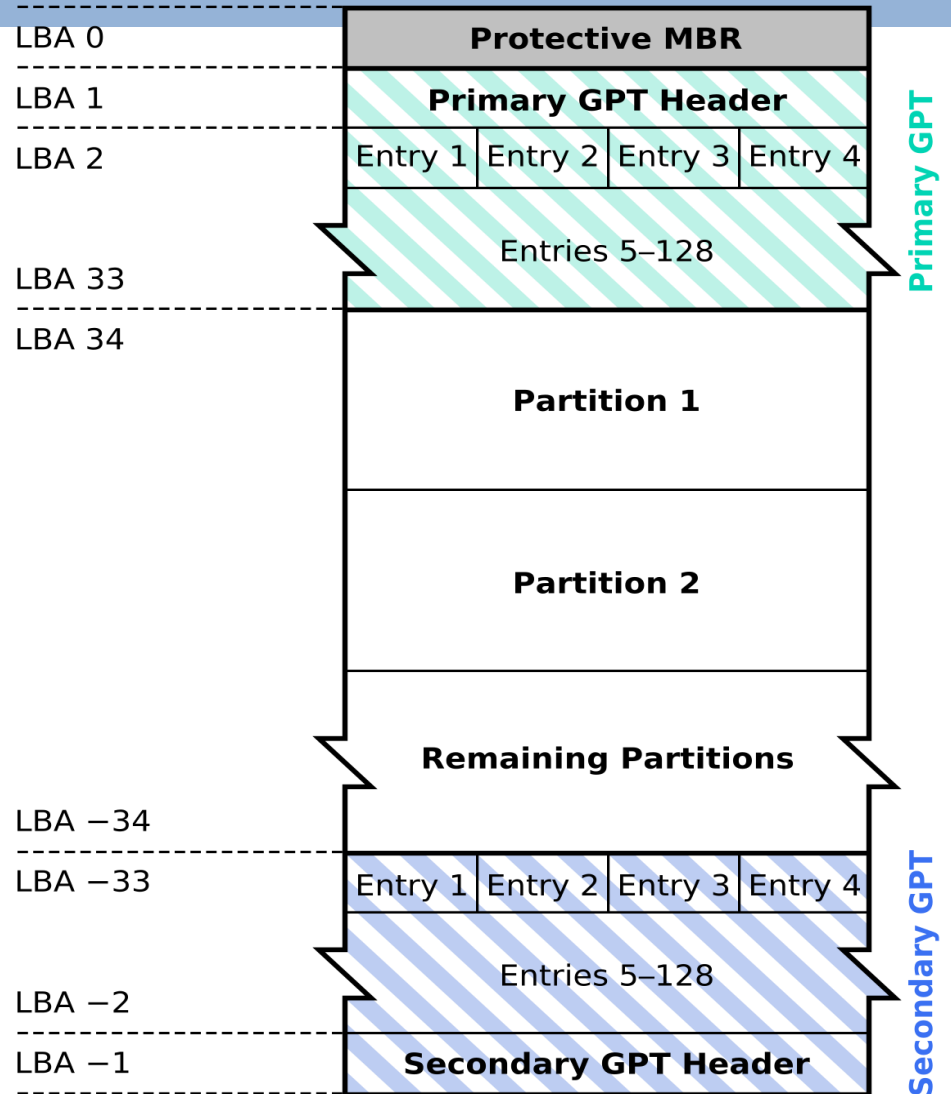 LBA 0
Protective MBR
LBA 1
Primary GPT Header
LBA 2
Entry 1 Entry 2 Entry 3 Entry 4
Entries 5–128
LBA 33
Primary GPT
LBA 34
Partition 1
Partition 2
Remaining Partitions
LBA −34
LBA −33
Entry 1 Entry 2 Entry 3 Entry 4
Entries 5–128
LBA −2
LBA −1
Secondary GPT Header
Secondary GPT